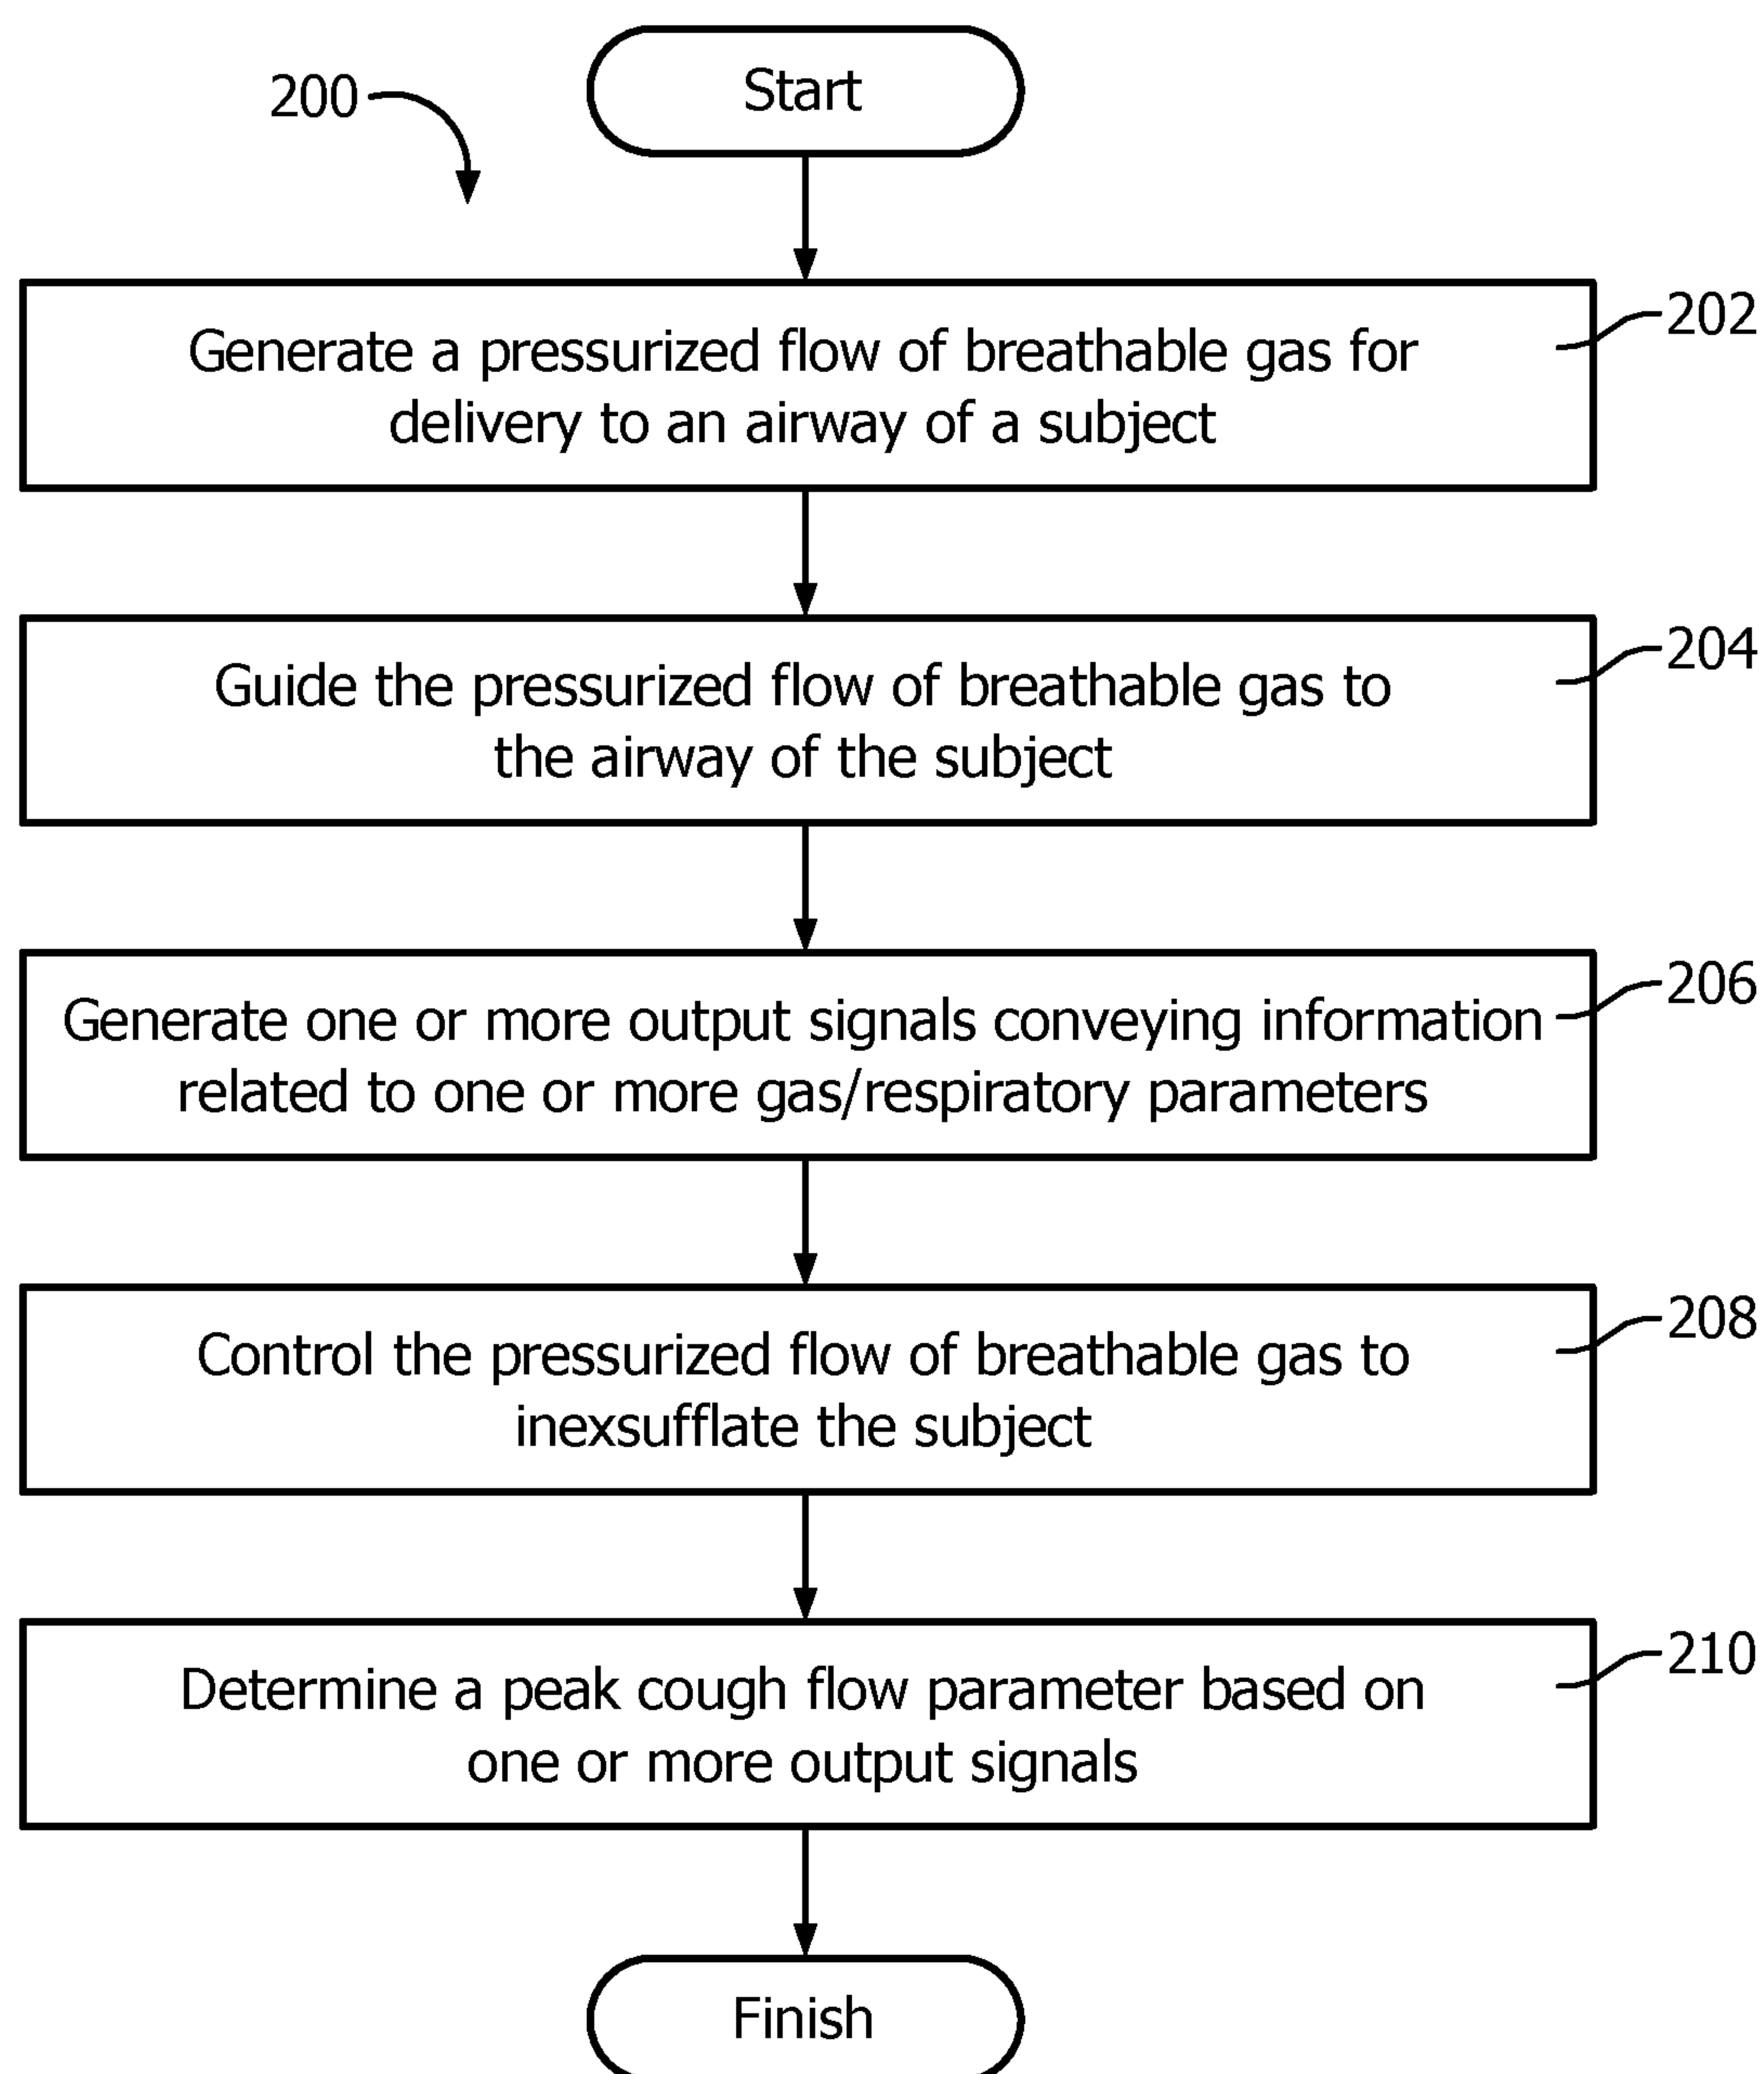 Start
200
Generate a pressurized flow of breathable gas for
delivery to an airway of a subject
202
Guide the pressurized flow of breathable gas to
the airway of the subject
204
Generate one or more output signals conveying information
related to one or more gas/respiratory parameters
206
Control the pressurized flow of breathable gas to
inexsufflate the subject
208
Determine a peak cough flow parameter based on
one or more output signals
210
Finish